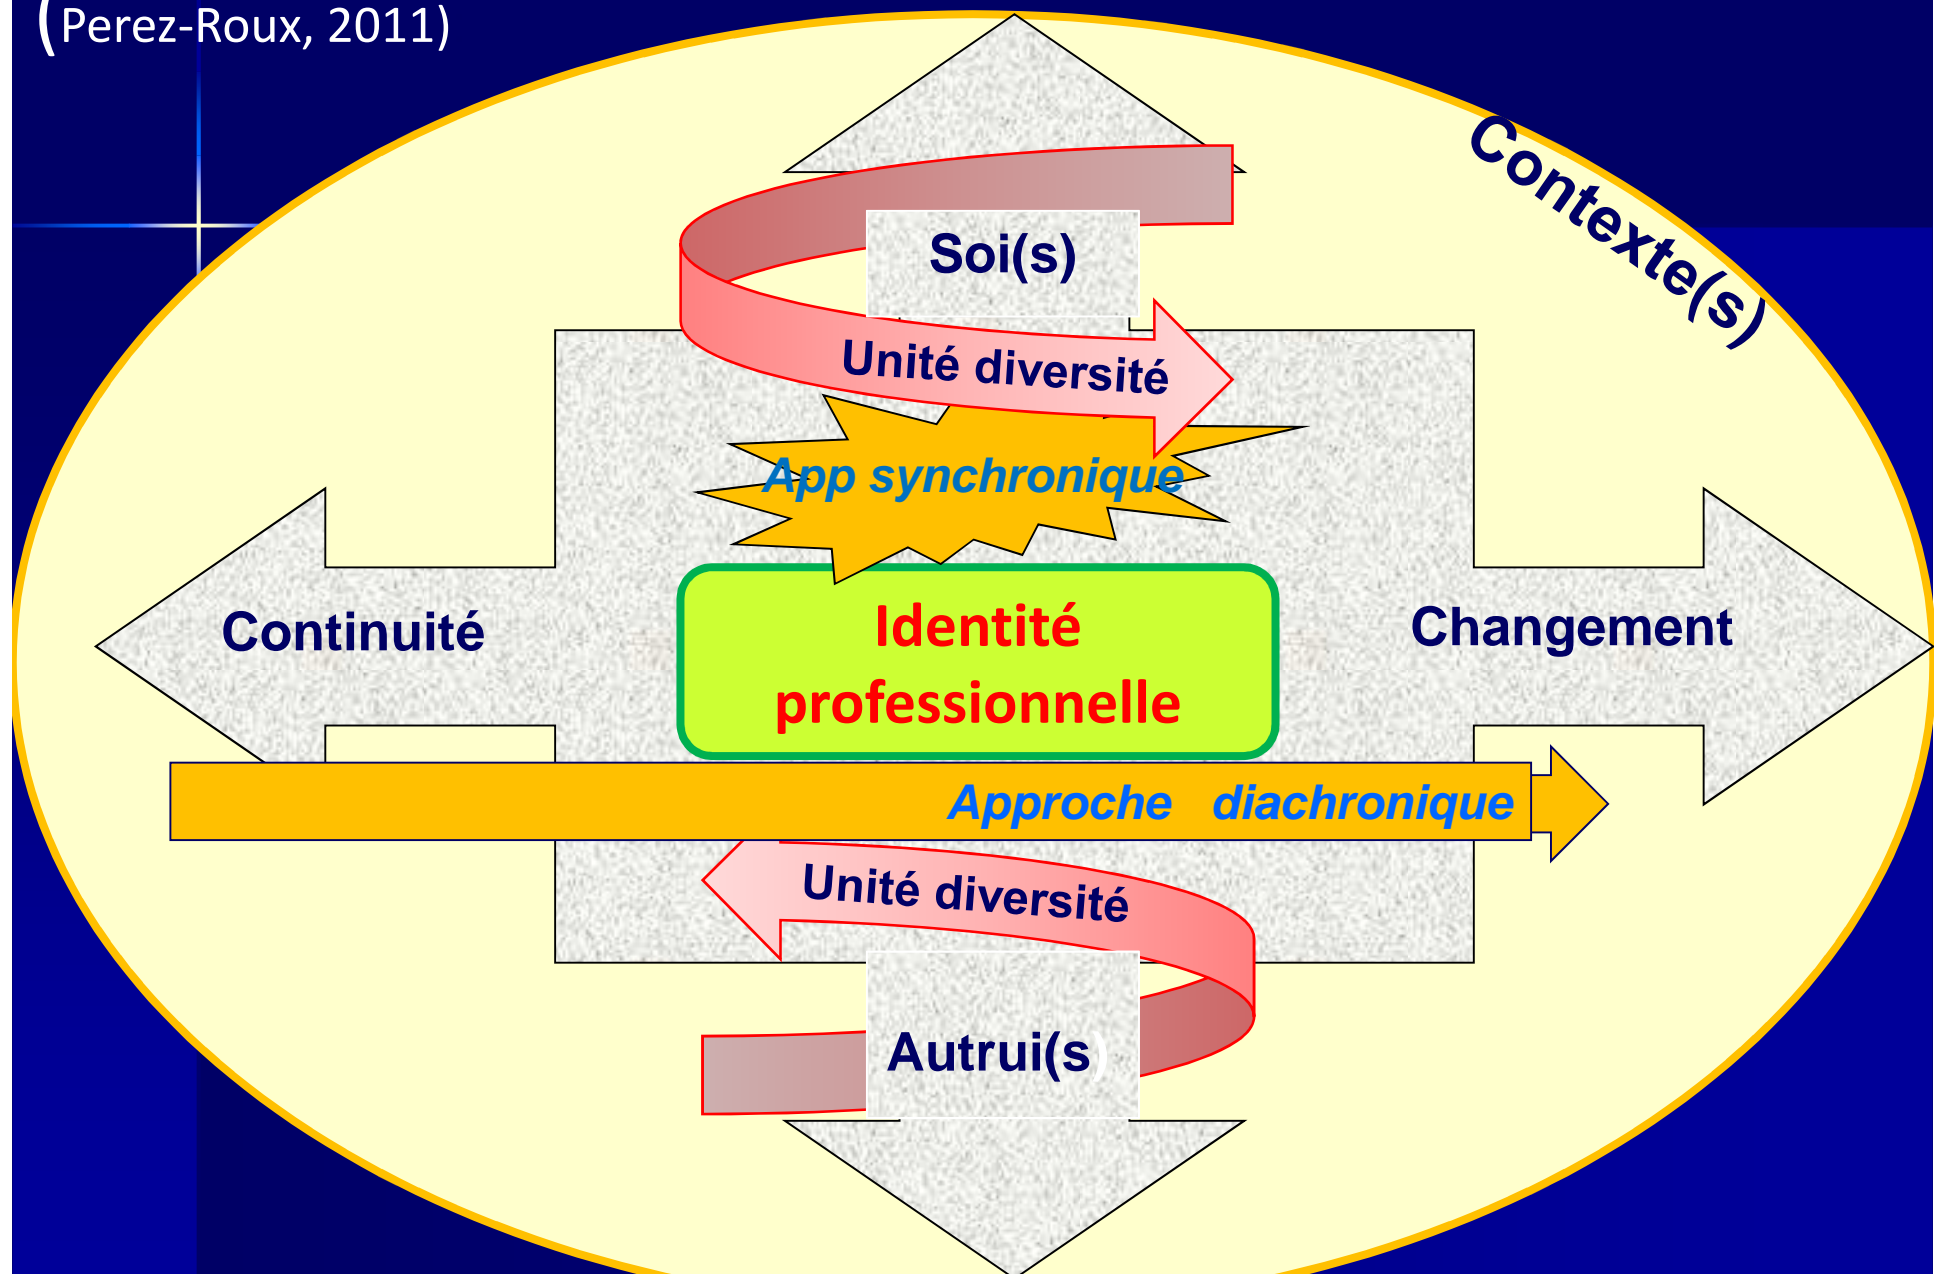 (Perez-Roux, 2011)
Contexte(s)
Soi(s)
Unité diversité
App synchronique
Identité
professionnelle
Continuité
Changement
Approche diachronique
Unité diversité
Autrui(s)